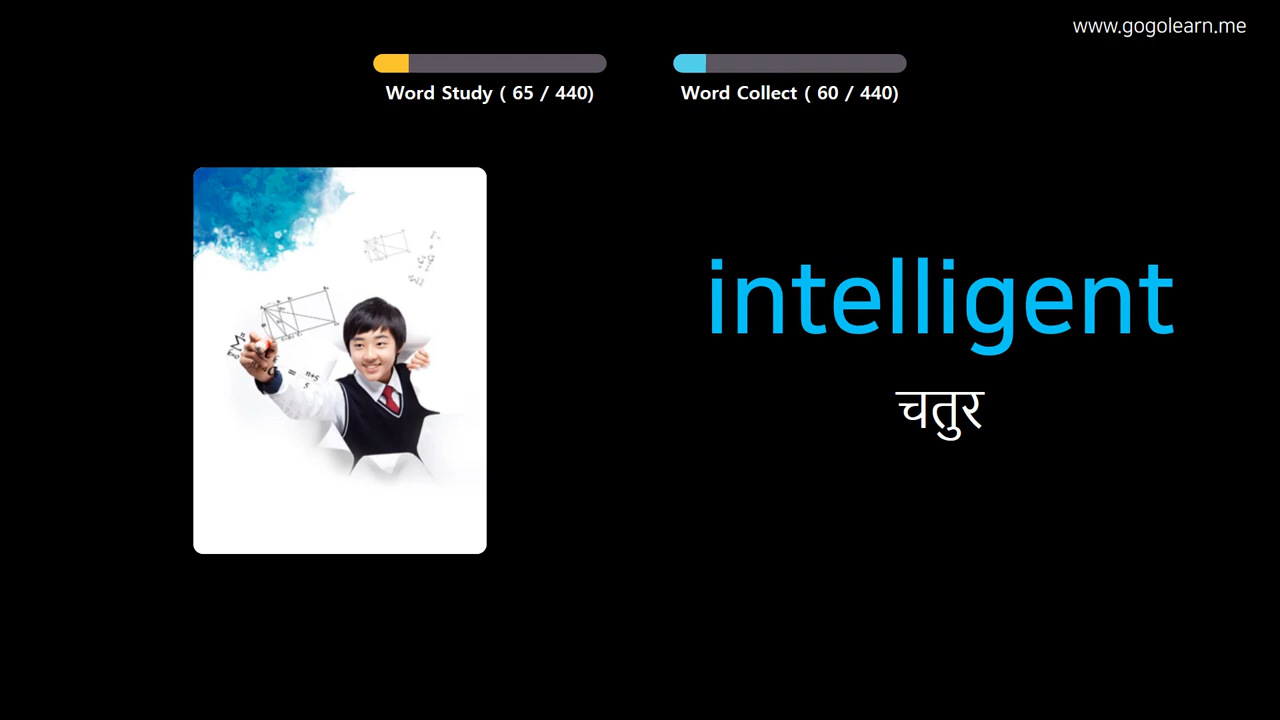 www.gogolearn.me
Word Study ( 65 / 440)
Word Collect ( 60 / 440)
intelligent
चतुर